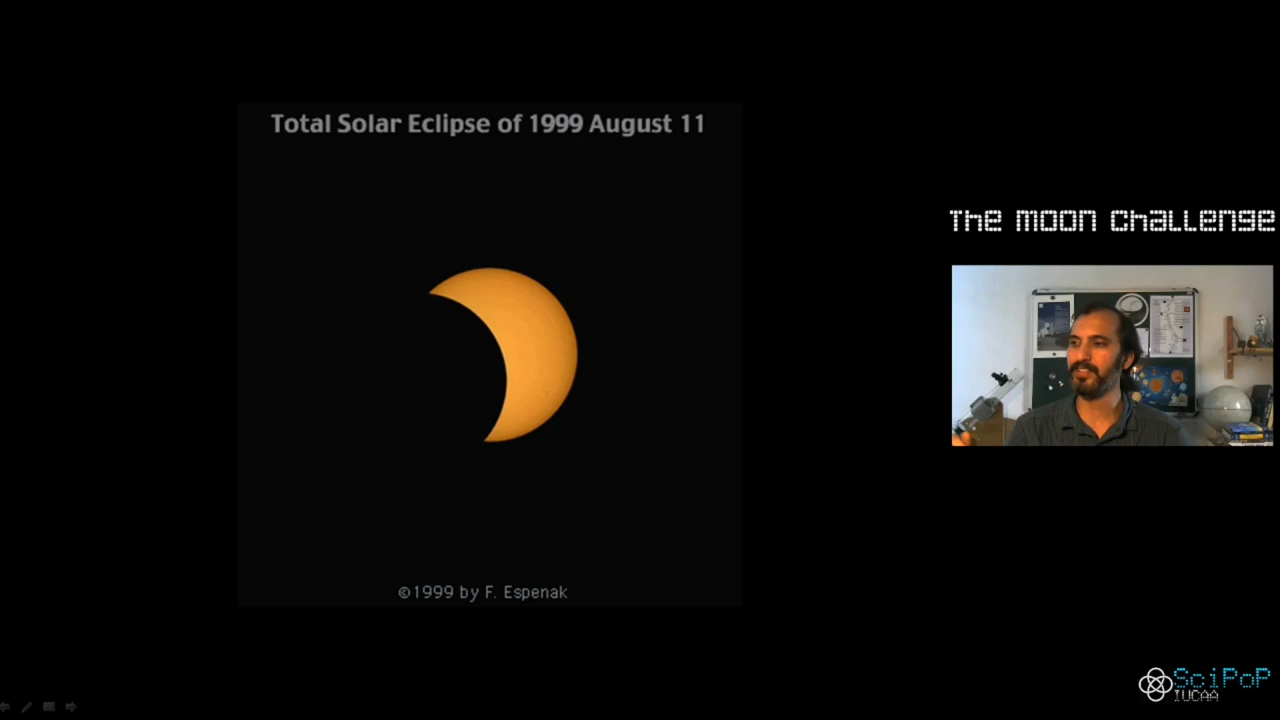 Total Solar Eclipse of 1999 August 11
The Moon Challenge
©1999 by F. Espenak
SciPoP
IUCAA